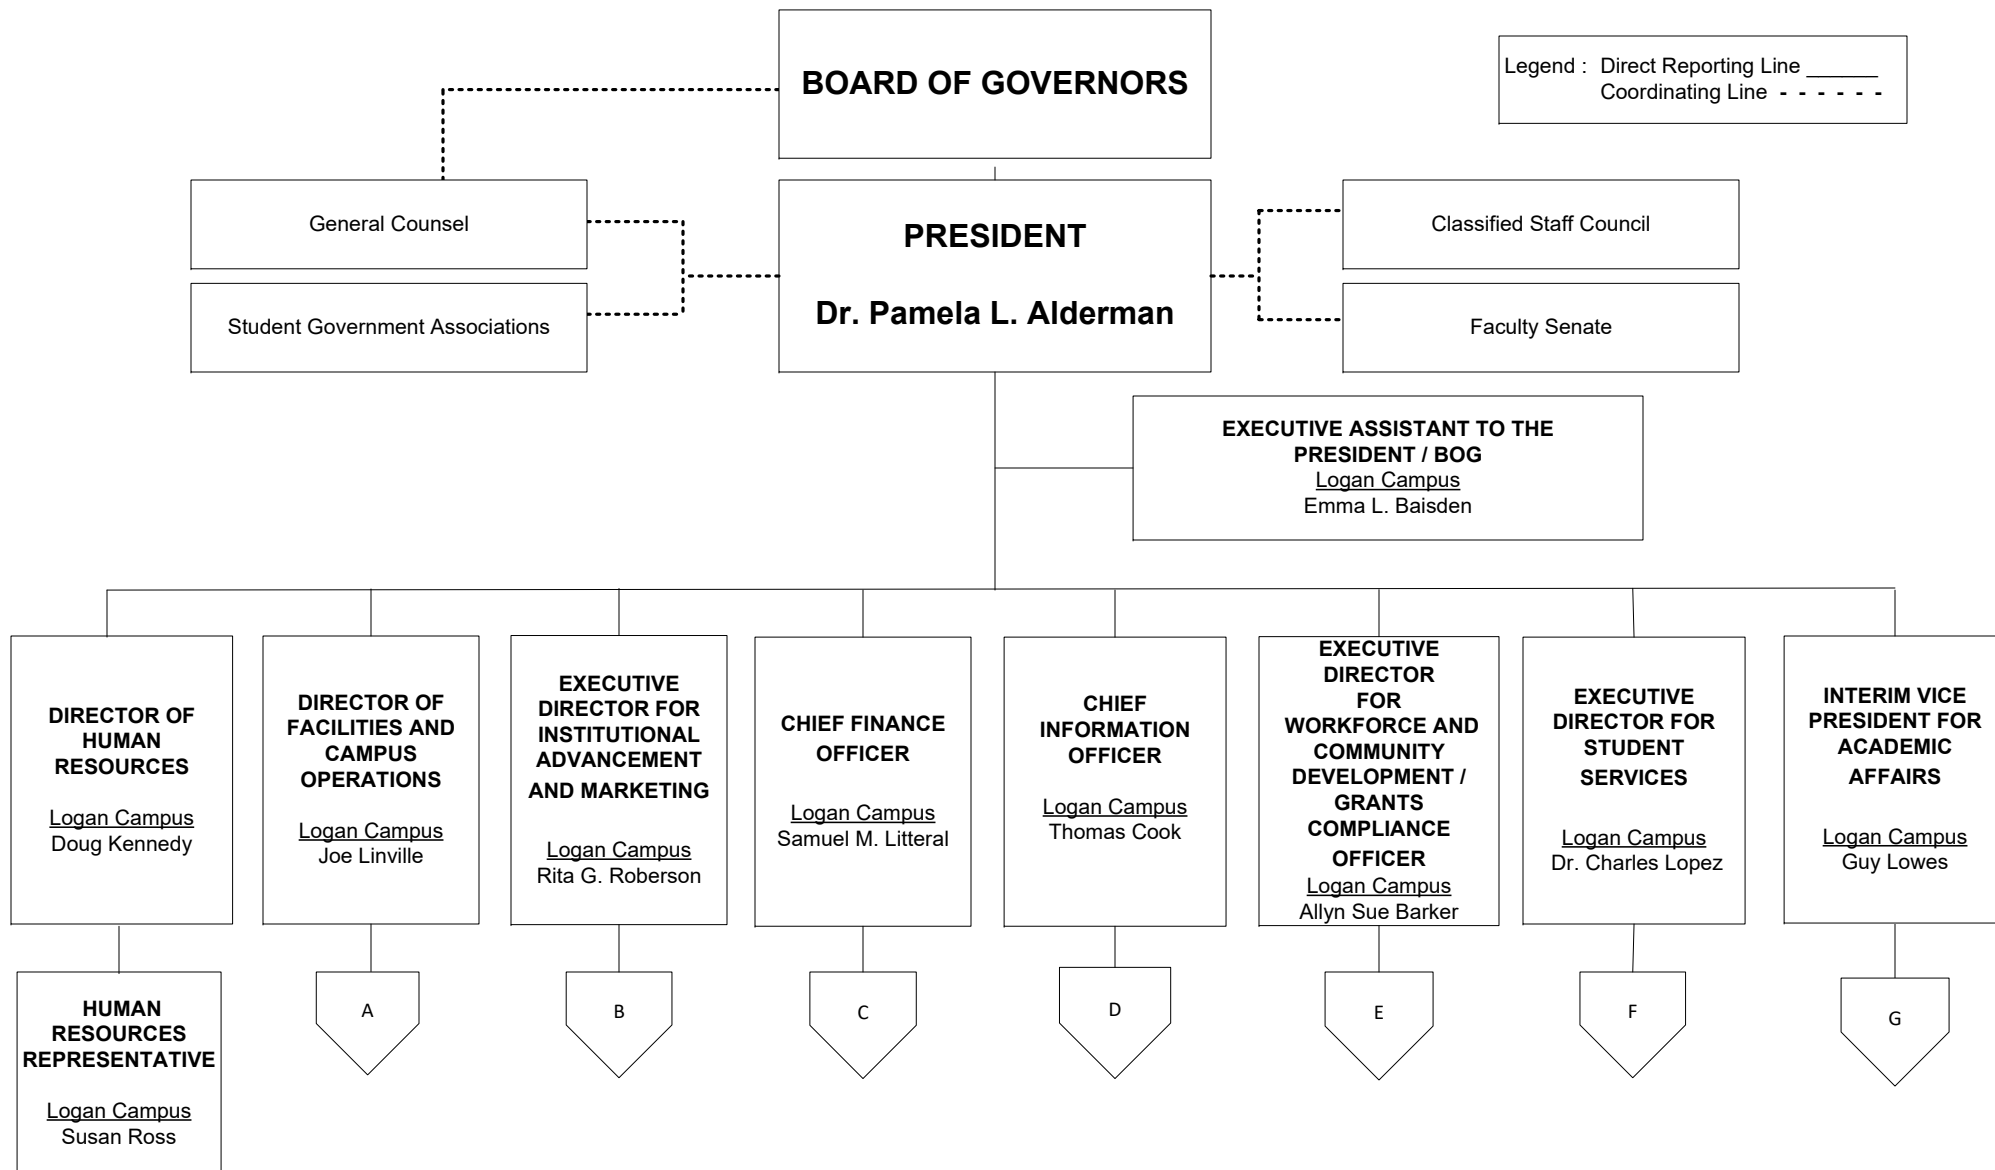 BOARD OF GOVERNORS
Legend : Direct Reporting Line ______
Coordinating Line - - - - - -
General Counsel
Student Government Associations
PRESIDENT
Dr. Pamela L. Alderman
Classified Staff Council
Faculty Senate
EXECUTIVE ASSISTANT TO THE
PRESIDENT / BOG
Logan Campus
Emma L. Baisden
DIRECTOR OF
HUMAN
RESOURCES
Logan Campus
Doug Kennedy
DIRECTOR OF
FACILITIES AND
CAMPUS
OPERATIONS
Logan Campus
Joe Linville
EXECUTIVE
DIRECTOR FOR
INSTITUTIONAL
ADVANCEMENT
AND MARKETING
Logan Campus
Rita G. Roberson
CHIEF FINANCE
OFFICER
Logan Campus
Samuel M. Litteral
CHIEF
INFORMATION
OFFICER
Logan Campus
Thomas Cook
EXECUTIVE
DIRECTOR
FOR
WORKFORCE AND
COMMUNITY
DEVELOPMENT /
GRANTS
COMPLIANCE
OFFICER
Logan Campus
Allyn Sue Barker
EXECUTIVE
DIRECTOR FOR
STUDENT
SERVICES
Logan Campus
Dr. Charles Lopez
INTERIM VICE
PRESIDENT FOR
ACADEMIC
AFFAIRS
Logan Campus
Guy Lowes
HUMAN
RESOURCES
REPRESENTATIVE
Logan Campus
Susan Ross
A
B
C
D
E
F
G